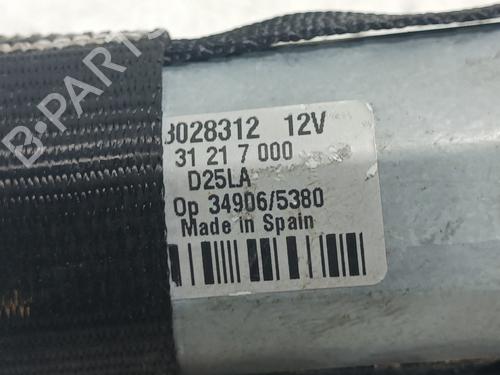 B-PARTS
3028312 12V
31 21 7 000
D25LA
Op 34906/5380
Made in Spain